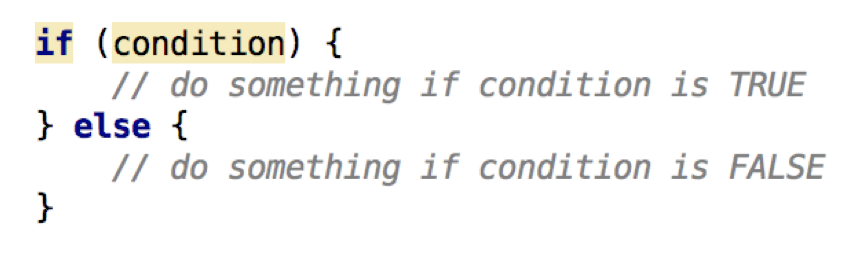 if (condition) {
    // do something if condition is TRUE
} else {
    // do something if condition is FALSE
}